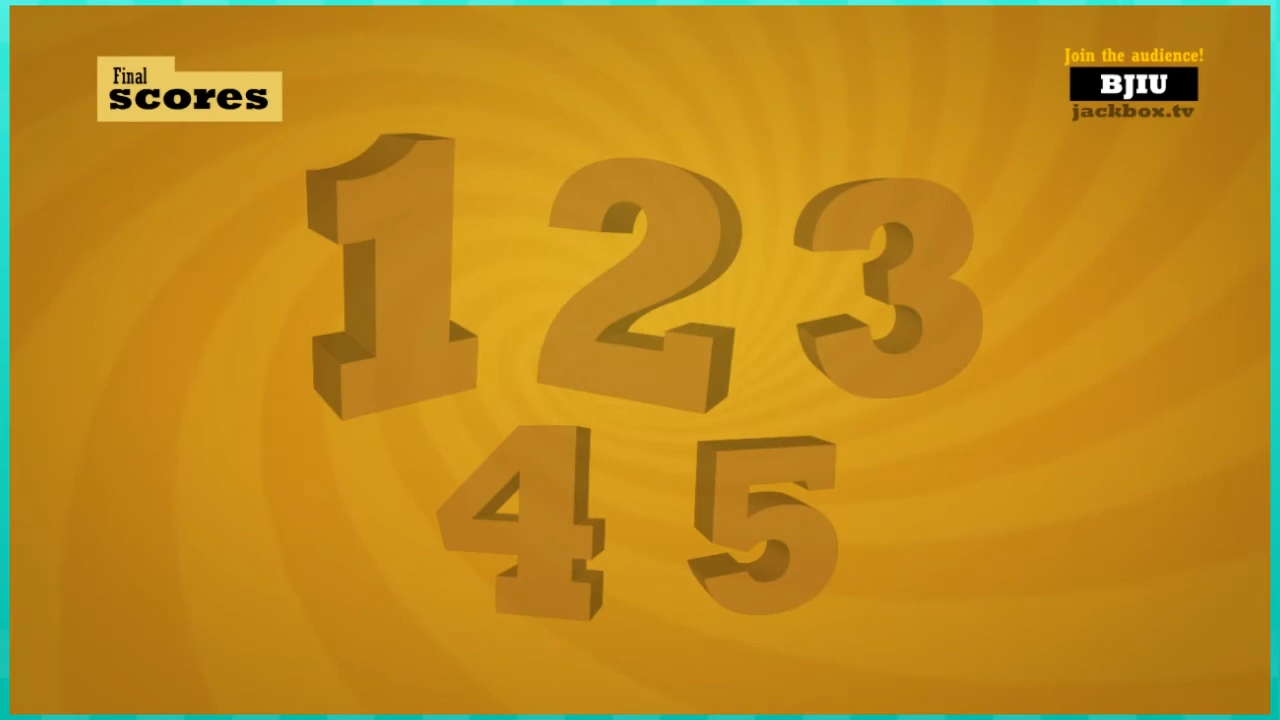 Final
scores
Join the audience!
BJIU
jackbox.tv
1 2 3
4 5